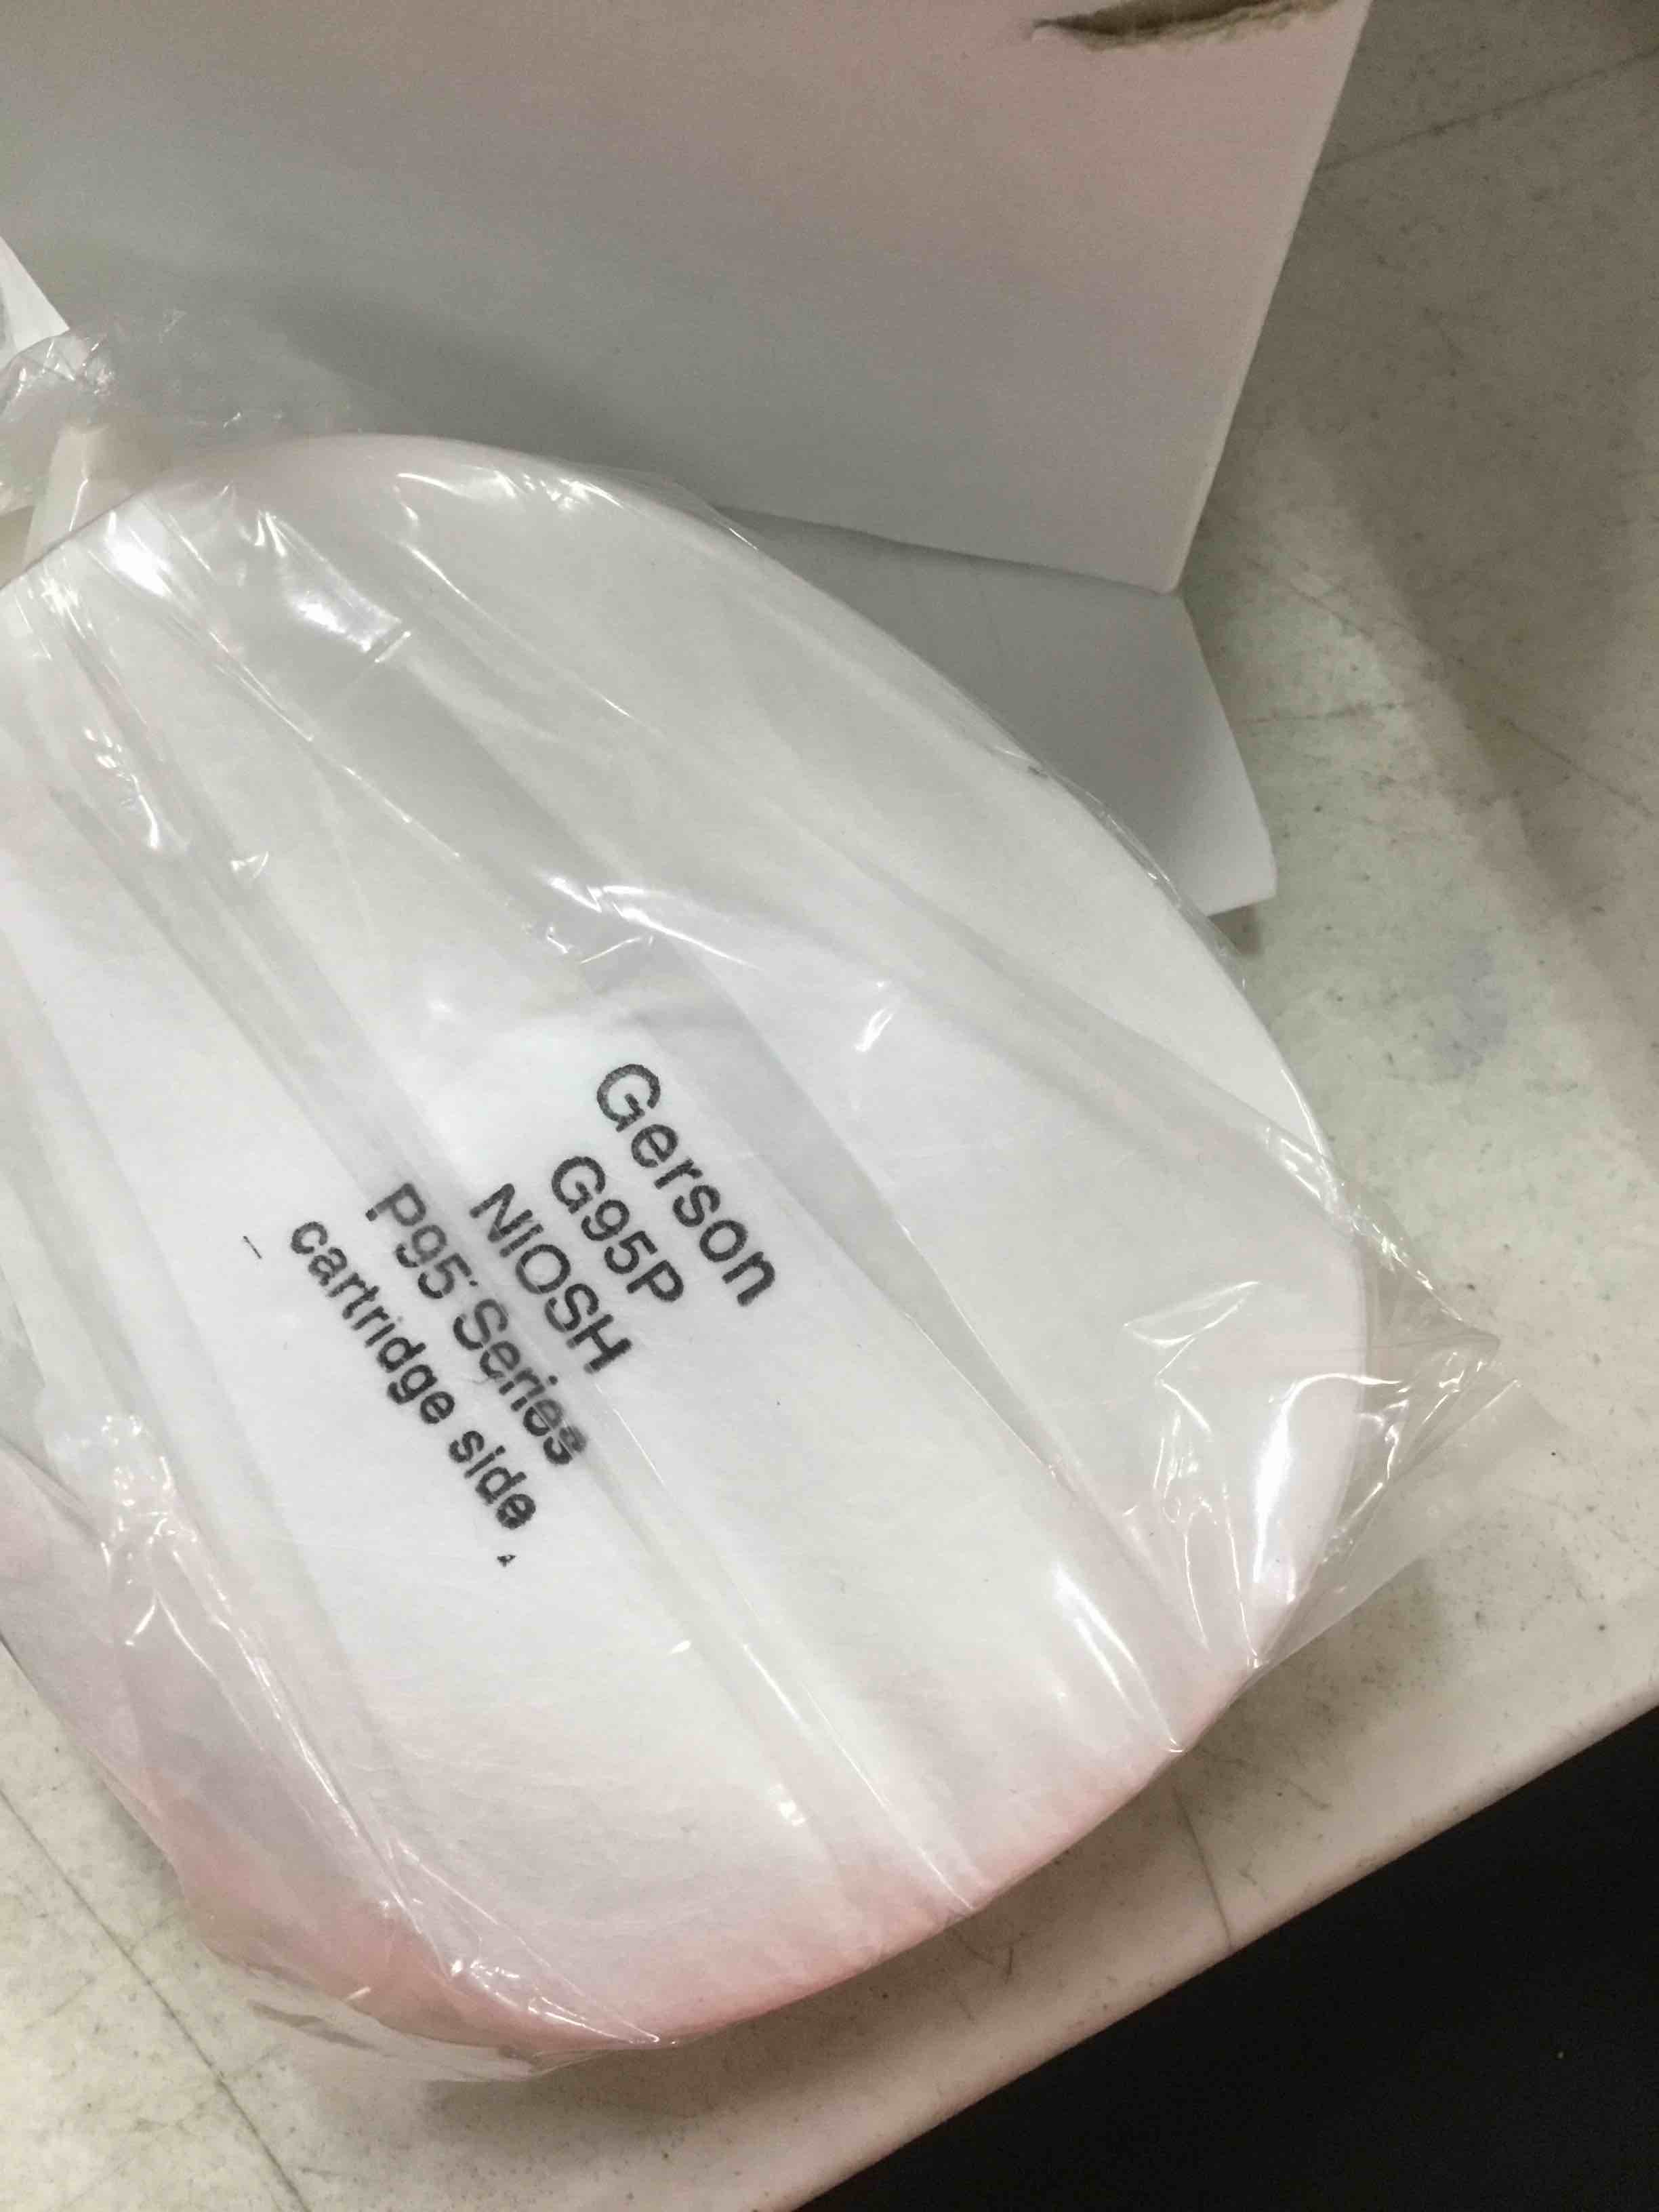 Gerson
G95P
NIOSH
P95 Series
cartridge side